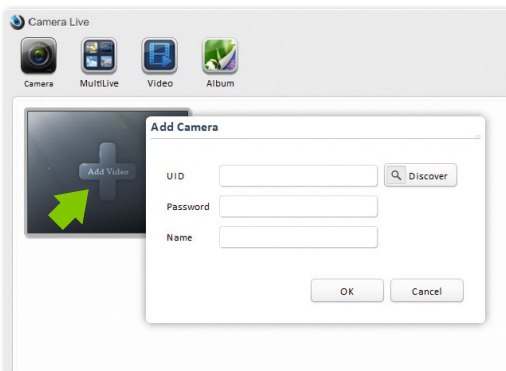 Camera Live
Camera MultiLive Video Album
Add Camera
Add Video
UID Discover
Password
Name
OK Cancel